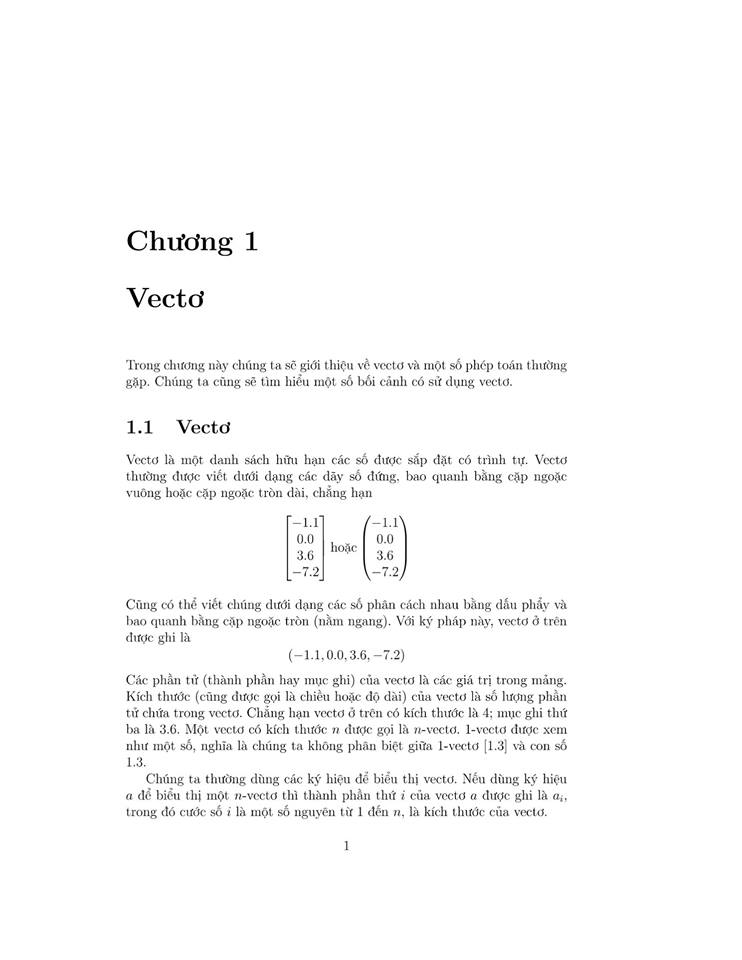 Chương 1
Vectơ
Trong chương này chúng ta sẽ giới thiệu về vectơ và một số phép toán thường
gặp. Chúng ta cũng sẽ tìm hiểu một số bối cảnh có sử dụng vectơ.
1.1 Vectơ
Vectơ là một danh sách hữu hạn các số được sắp đặt có trình tự. Vectơ
thường được viết dưới dạng các dãy số đứng, bao quanh bằng cặp ngoặc
vuông hoặc cặp ngoặc tròn dài, chẳng hạn
[−1.1 (−1.1
0.0 0.0
3.6 hoặc 3.6
−7.2] −7.2)
Cũng có thể viết chúng dưới dạng các số phân cách nhau bằng dấu phẩy và
bao quanh bằng cặp ngoặc tròn (nằm ngang). Với ký pháp này, vectơ ở trên
được ghi là
(−1.1, 0.0, 3.6, −7.2)
Các phần tử (thành phần hay mục ghi) của vectơ là các giá trị trong mảng.
Kích thước (cũng được gọi là chiều hoặc độ dài) của vectơ là số lượng phần
tử chứa trong vectơ. Chẳng hạn vectơ ở trên có kích thước là 4; mục ghi thứ
ba là 3.6. Một vectơ có kích thước n được gọi là n-vectơ. 1-vectơ được xem
như một số, nghĩa là chúng ta không phân biệt giữa 1-vectơ [1.3] và con số
1.3.
Chúng ta thường dùng các ký hiệu để biểu thị vectơ. Nếu dùng ký hiệu
a để biểu thị một n-vectơ thì thành phần thứ i của vectơ a được ghi là aᵢ,
trong đó cước số i là một số nguyên từ 1 đến n, là kích thước của vectơ.
1